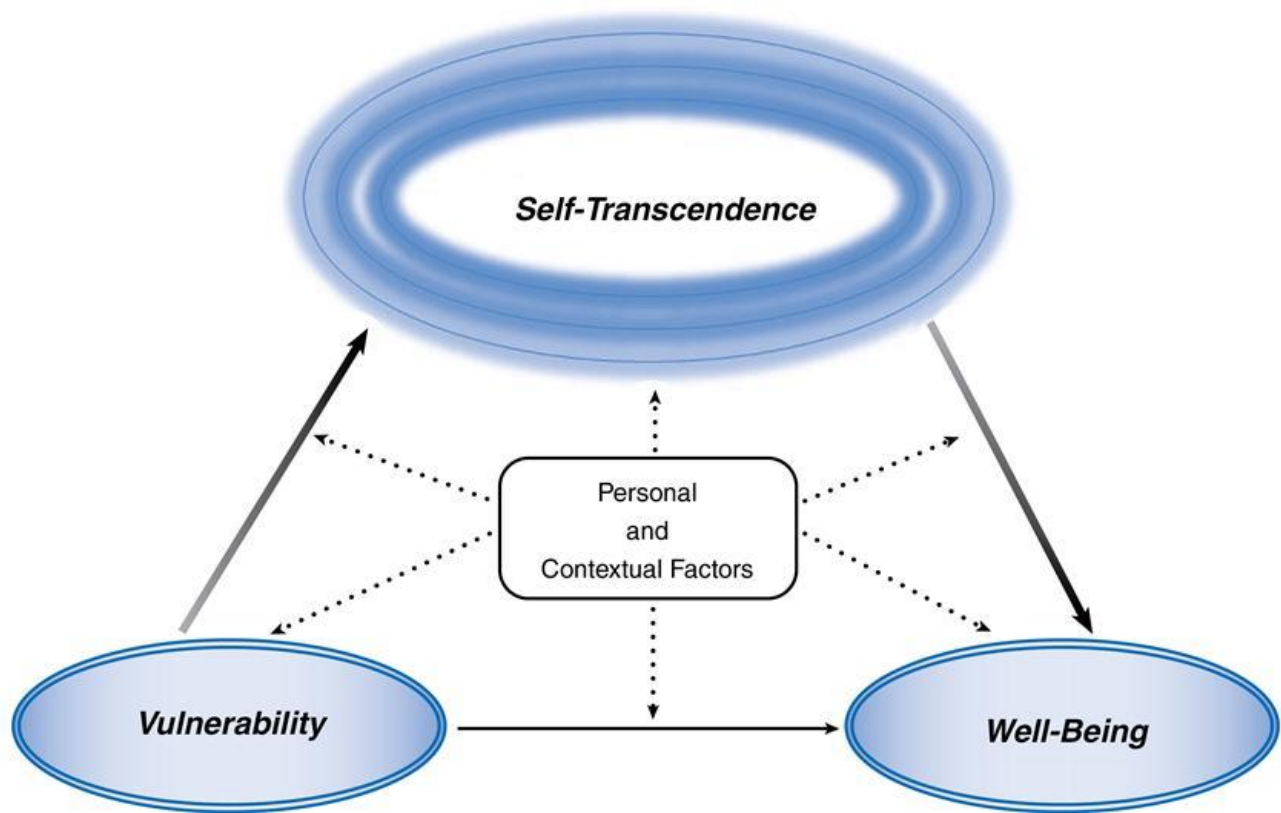 Self-Transcendence
Personal
and
Contextual Factors
Vulnerability
Well-Being